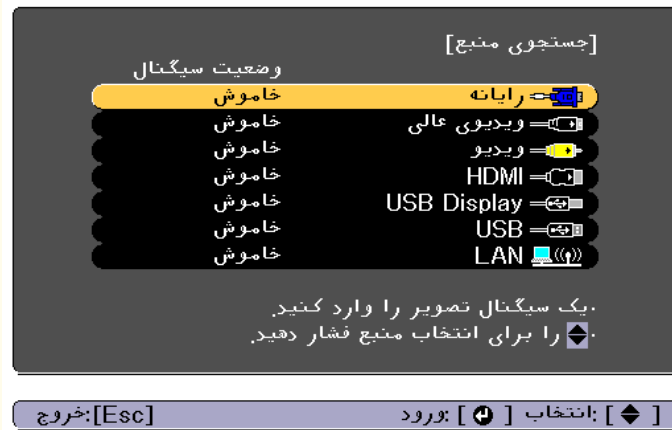 [جستجوی منبع]
وضعیت سیگنال
رایانه خاموش
ویدیوی عالی خاموش
ویدیو خاموش
HDMI خاموش
USB Display خاموش
USB خاموش
LAN خاموش
.یک سیگنال تصویر را وارد کنید.
.را برای انتخاب منبع فشار دهید.
[ ] :انتخاب [ ] :ورود [Esc]:خروج